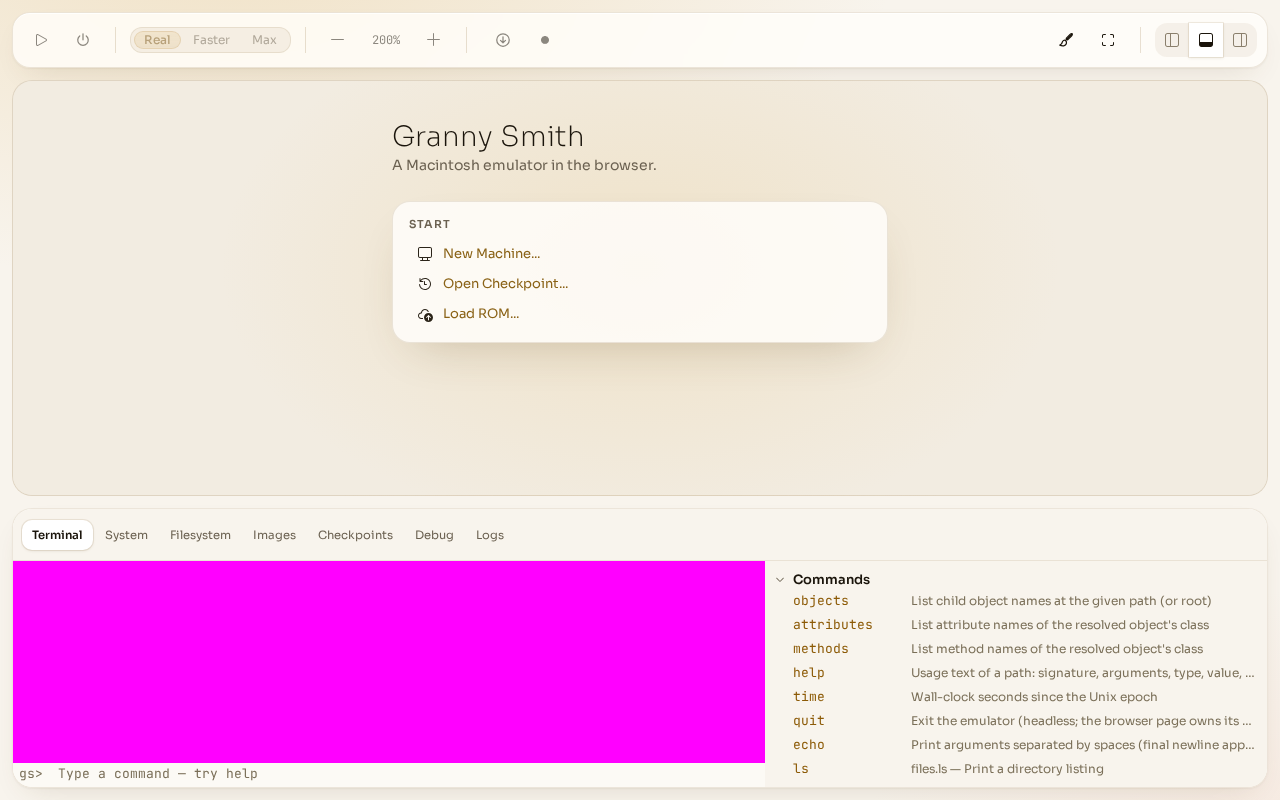 Real Faster Max 200%
Granny Smith
A Macintosh emulator in the browser.
START
New Machine...
Open Checkpoint...
Load ROM...
Terminal System Filesystem Images Checkpoints Debug Logs
Commands
objects List child object names at the given path (or root)
attributes List attribute names of the resolved object's class
methods List method names of the resolved object's class
help Usage text of a path: signature, arguments, type, value, ...
time Wall-clock seconds since the Unix epoch
quit Exit the emulator (headless; the browser page owns its ...
echo Print arguments separated by spaces (final newline app...
ls files.ls — Print a directory listing
gs> Type a command — try help